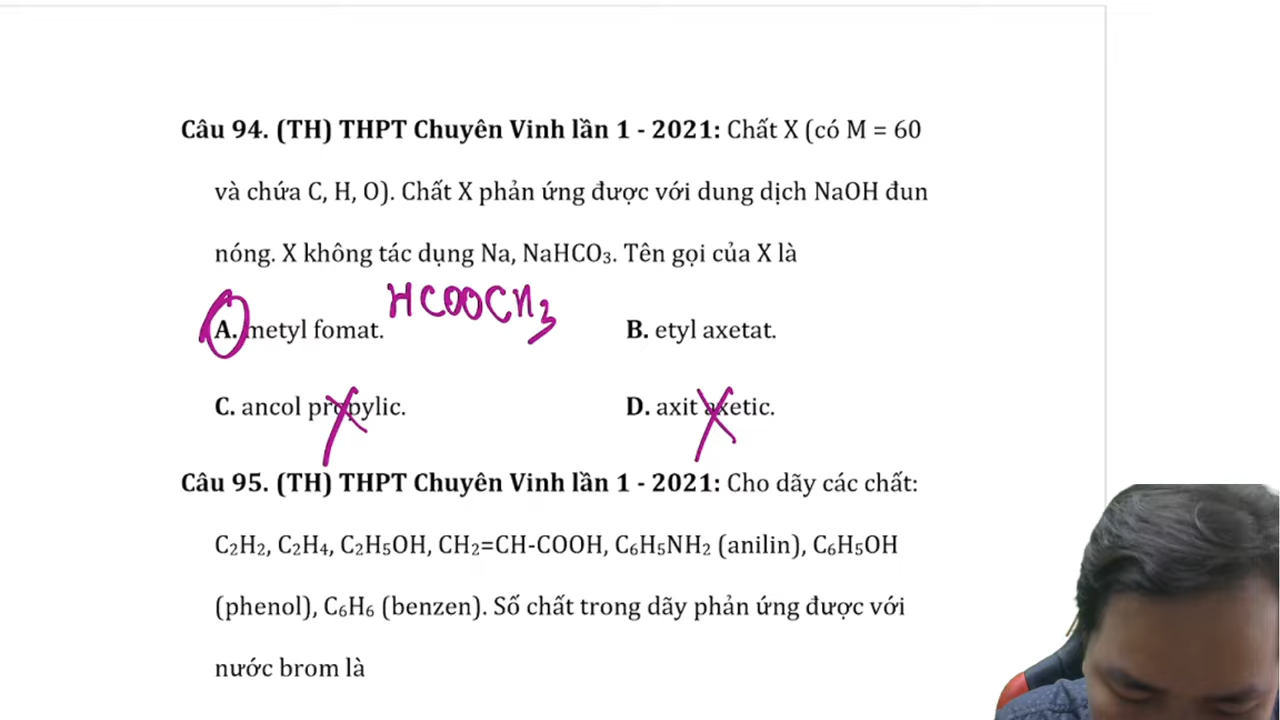 Câu 94. (TH) THPT Chuyên Vinh lần 1 - 2021: Chất X (có M = 60
và chứa C, H, O). Chất X phản ứng được với dung dịch NaOH đun
nóng. X không tác dụng Na, NaHCO₃. Tên gọi của X là
HCOOCH₃
A. metyl fomat. B. etyl axetat.
C. ancol propylic. D. axit axetic.
Câu 95. (TH) THPT Chuyên Vinh lần 1 - 2021: Cho dãy các chất:
C₂H₂, C₂H₄, C₂H₅OH, CH₂=CH-COOH, C₆H₅NH₂ (anilin), C₆H₅OH
(phenol), C₆H₆ (benzen). Số chất trong dãy phản ứng được với
nước brom là